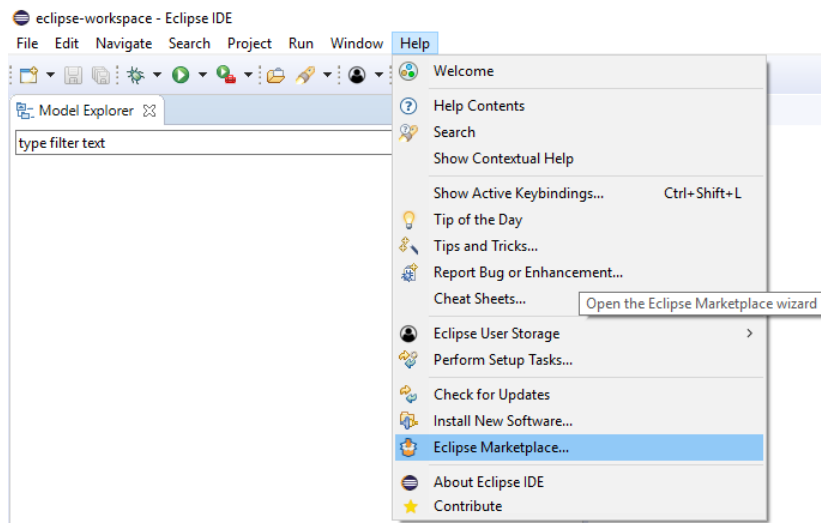 eclipse-workspace - Eclipse IDE
File Edit Navigate Search Project Run Window Help
Welcome
Model Explorer
Help Contents
type filter text
Search
Show Contextual Help
Show Active Keybindings... Ctrl+Shift+L
Tip of the Day
Tips and Tricks...
Report Bug or Enhancement...
Cheat Sheets...
Open the Eclipse Marketplace wizard
Eclipse User Storage
Perform Setup Tasks...
Check for Updates
Install New Software...
Eclipse Marketplace...
About Eclipse IDE
Contribute